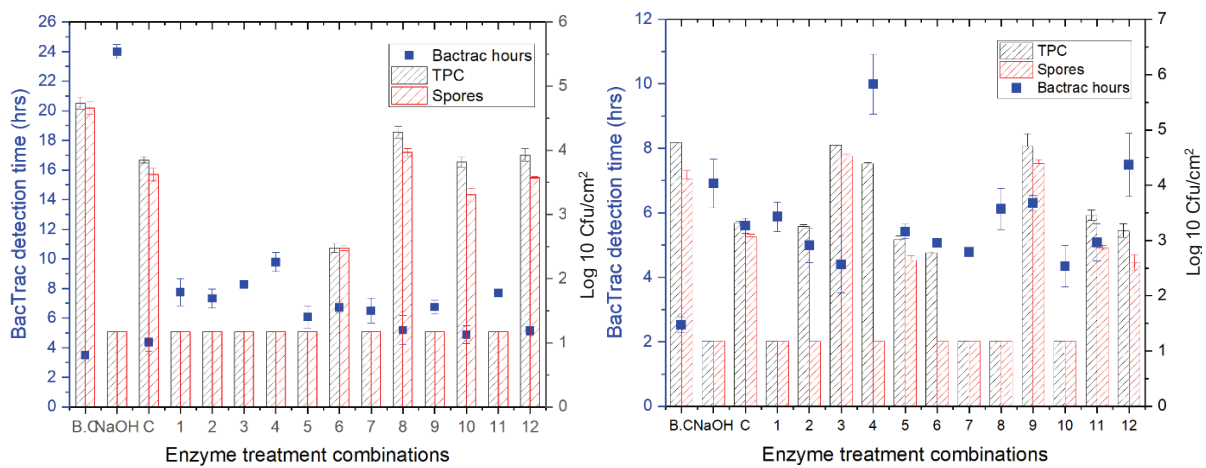 BacTrac detection time (hrs)
26
24
22
20
18
16
14
12
10
8
6
4
2
0
Bactrac hours
TPC
Spores
6
5
4
3
2
1
0
Log 10 Cfu/cm²
B.C NaOH C 1 2 3 4 5 6 7 8 9 10 11 12
Enzyme treatment combinations
BacTrac detection time (hrs)
12
10
8
6
4
2
0
TPC
Spores
Bactrac hours
7
6
5
4
3
2
1
0
Log 10 Cfu/cm²
B.C NaOH C 1 2 3 4 5 6 7 8 9 10 11 12
Enzyme treatment combinations